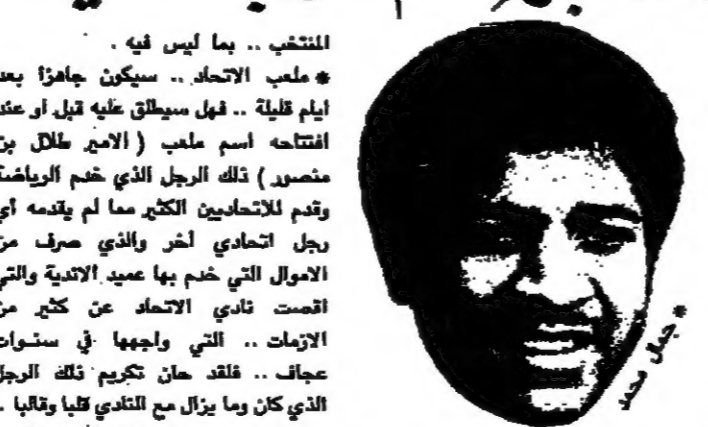 المنتخب .. بما ليس فيه .
* ملعب الاتحاد .. سيكون جاهزا بعد
ايام قليلة .. فهل سيطلق عليه قبل او عند
افتتاحه اسم ملعب ( الامير طلال بن
منصور ) ذلك الرجل الذي خدم الرياضة
وقدم للاتحاديين الكثير مما لم يقدمه أي
رجل اتحادي أخر والذي صرف من
الاموال التي خدم بها عميد الاندية والتي
اقصت نادي الاتحاد عن كثير من
الازمات .. التي واجهها في سنوات
عجاف .. فلقد حان تكريم ذلك الرجل
الذي كان وما يزال مع النادي قلبا وقالبا .
* جمال محمد